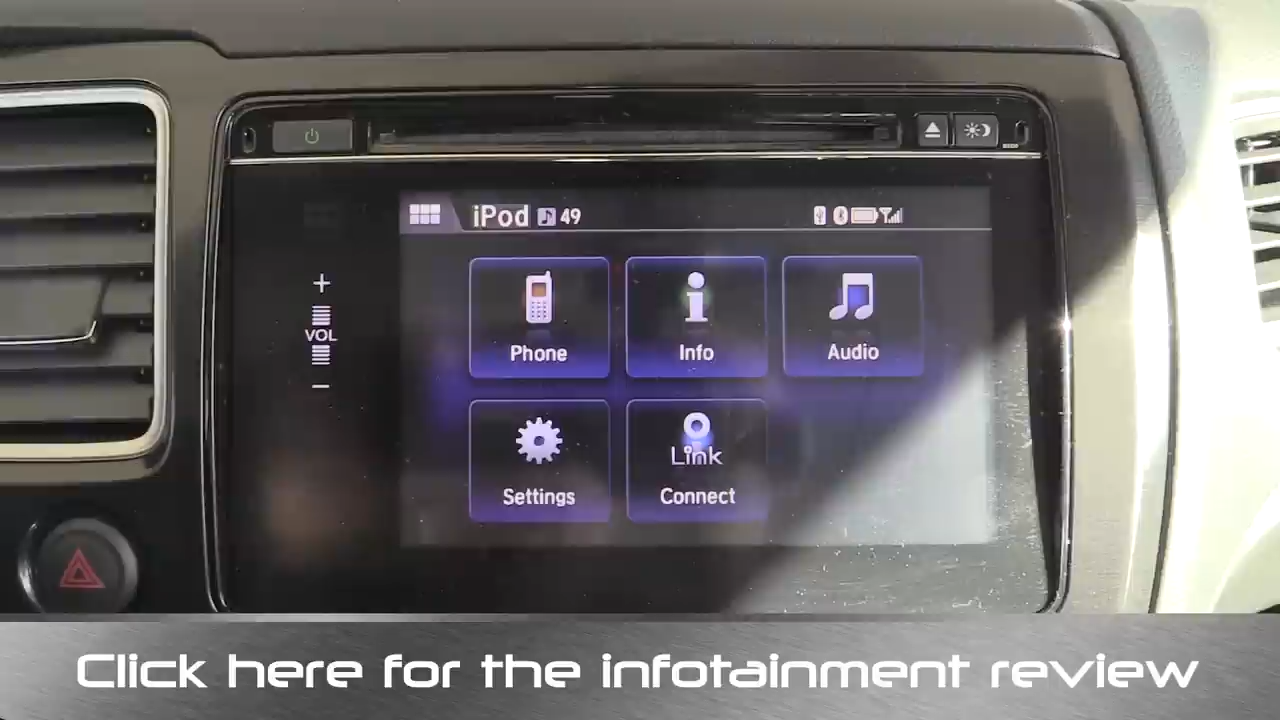 iPod 49
+
VOL
–
Phone
Info
Audio
Settings
Link
Connect
Click here for the infotainment review